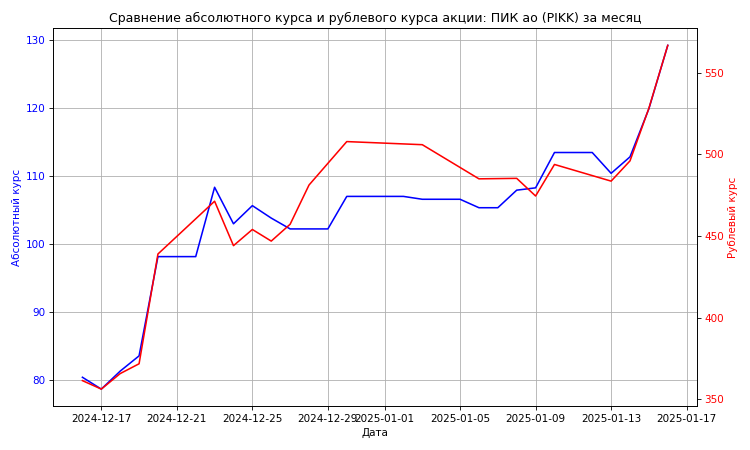 Сравнение абсолютного курса и рублевого курса акции: ПИК ао (PIKK) за месяц
Абсолютный курс
130
120
110
100
90
80
550
500
450
400
350
Рублевый курс
2024-12-17 2024-12-21 2024-12-25 2024-12-29 2025-01-01 2025-01-05 2025-01-09 2025-01-13 2025-01-17
Дата